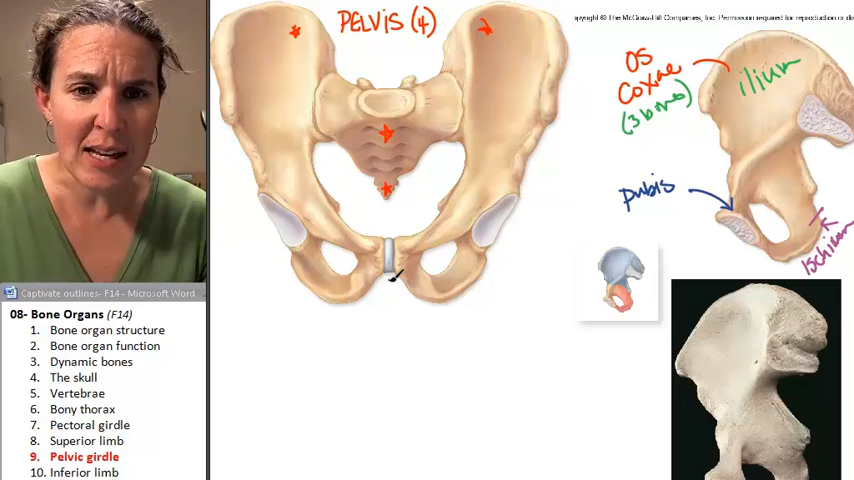 PELVIS (4)
opyright © The McGraw-Hill Companies, Inc. Permission required for reproduction or
OS
Coxae
(3 bones)
ilium
pubis
Ischium
Captivate outlines- F14 - Microsoft Word
08- Bone Organs (F14)
1. Bone organ structure
2. Bone organ function
3. Dynamic bones
4. The skull
5. Vertebrae
6. Bony thorax
7. Pectoral girdle
8. Superior limb
9. Pelvic girdle
10. Inferior limb